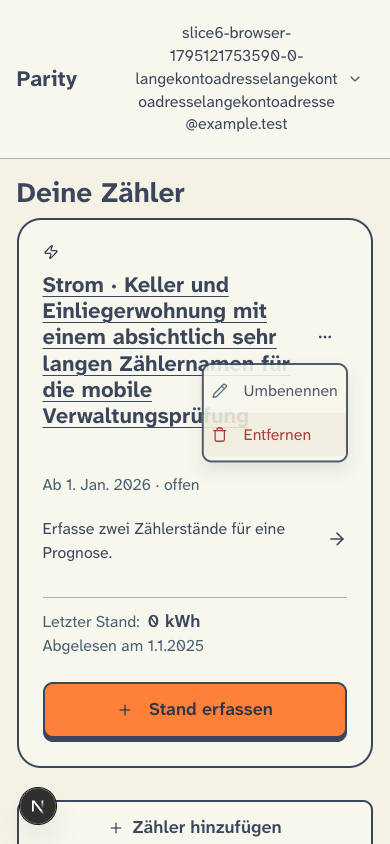 slice6-browser-
1795121753590-0-
Parity
langekontoadresselangekont
oadresselangekontoadresse
@example.test
Deine Zähler
Strom · Keller und
Einliegerwohnung mit
einem absichtlich sehr
langen Zählernamen für
die mobile
Verwaltungsprüfung
Umbenennen
Entfernen
Ab 1. Jan. 2026 · offen
Erfasse zwei Zählerstände für eine
Prognose.
Letzter Stand: 0 kWh
Abgelesen am 1.1.2025
Stand erfassen
N
Zähler hinzufügen